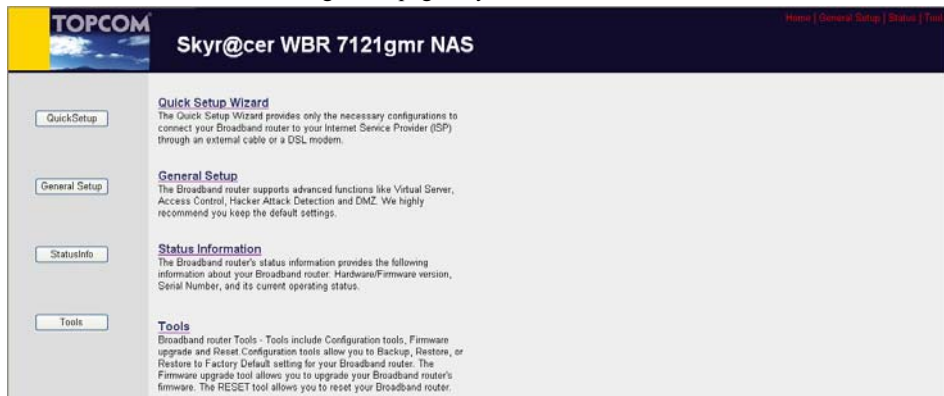 TOPCOM
Home | General Setup | Status | Tool
Skyr@cer WBR 7121gmr NAS
QuickSetup
Quick Setup Wizard
The Quick Setup Wizard provides only the necessary configurations to
connect your Broadband router to your Internet Service Provider (ISP)
through an external cable or a DSL modem.
General Setup
General Setup
The Broadband router supports advanced functions like Virtual Server,
Access Control, Hacker Attack Detection and DMZ. We highly
recommend you keep the default settings.
StatusInfo
Status Information
The Broadband router's status information provides the following
information about your Broadband router: Hardware/Firmware version,
Serial Number, and its current operating status.
Tools
Tools
Broadband router Tools - Tools include Configuration tools, Firmware
upgrade and Reset.Configuration tools allow you to Backup, Restore, or
Restore to Factory Default setting for your Broadband router. The
Firmware upgrade tool allows you to upgrade your Broadband router's
firmware. The RESET tool allows you to reset your Broadband router.